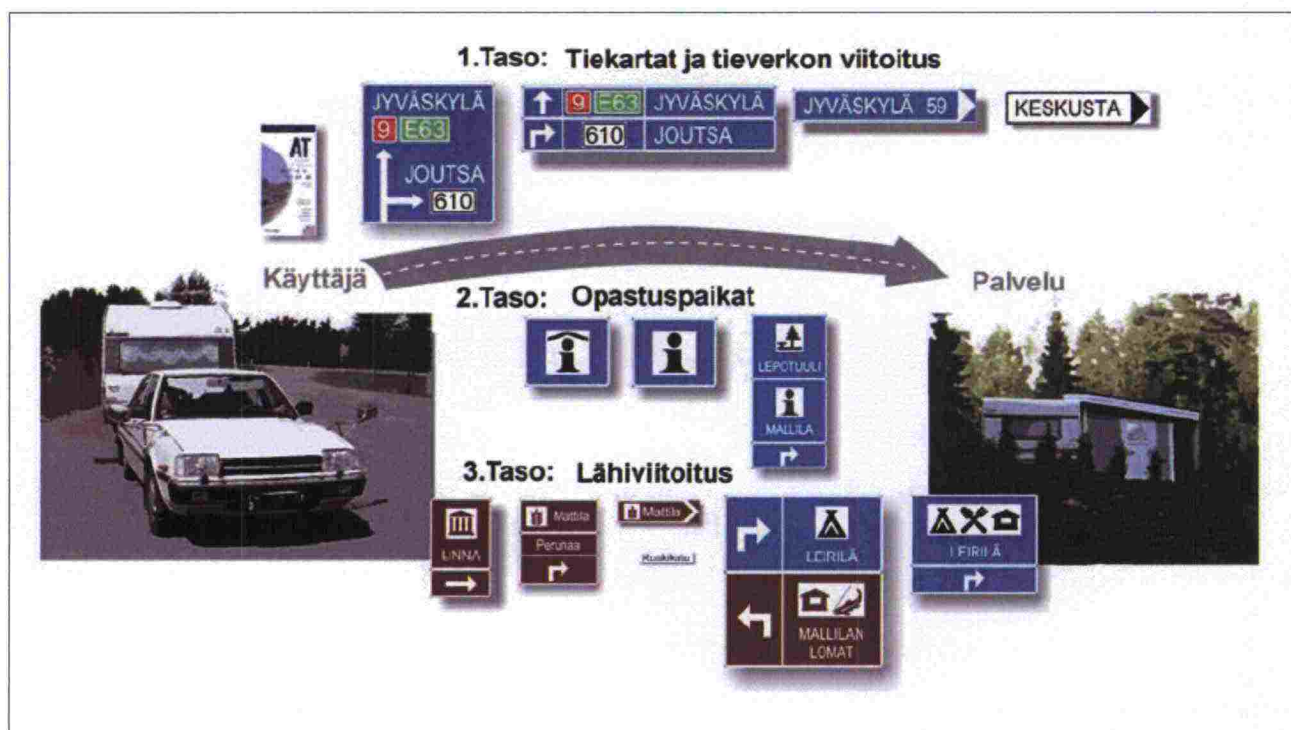 1.Taso: Tiekartat ja tieverkon viitoitus
AT
JYVÄSKYLÄ
9 E63
JOUTSA
610
9 E63 JYVÄSKYLÄ
610 JOUTSA
JYVÄSKYLÄ 59
KESKUSTA
Käyttäjä
Palvelu
2.Taso: Opastuspaikat
LEPOTUULI
MALLILA
3.Taso: Lähiviitoitus
LINNA
Mattila
Perunaa
Mattila
LEIRILÄ
MALLILAN
LOMAT
LEIRILÄ